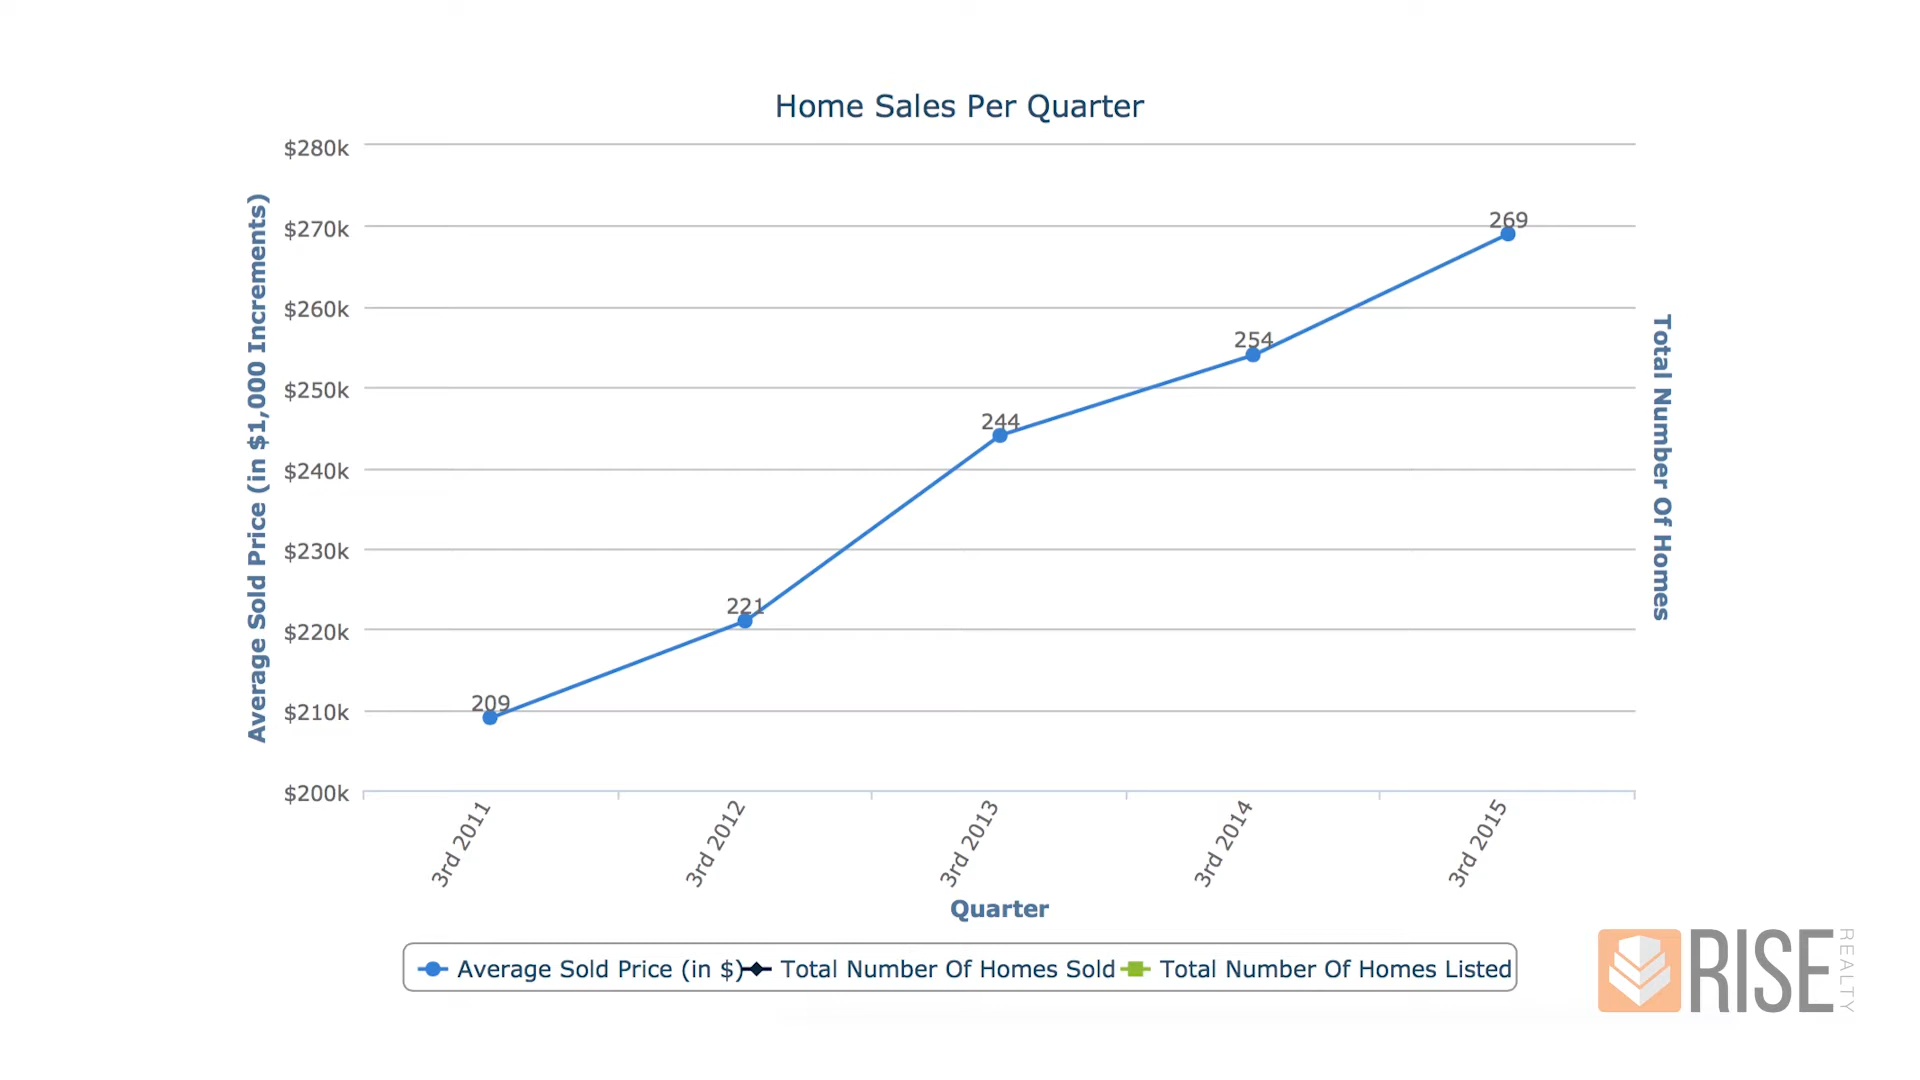 Home Sales Per Quarter
$280k
$270k
$260k
$250k
$240k
$230k
$220k
$210k
$200k
Average Sold Price (in $1,000 Increments)
Total Number Of Homes
209
221
244
254
269
3rd 2011
3rd 2012
3rd 2013
3rd 2014
3rd 2015
Quarter
Average Sold Price (in $) Total Number Of Homes Sold Total Number Of Homes Listed
RISE REALTY